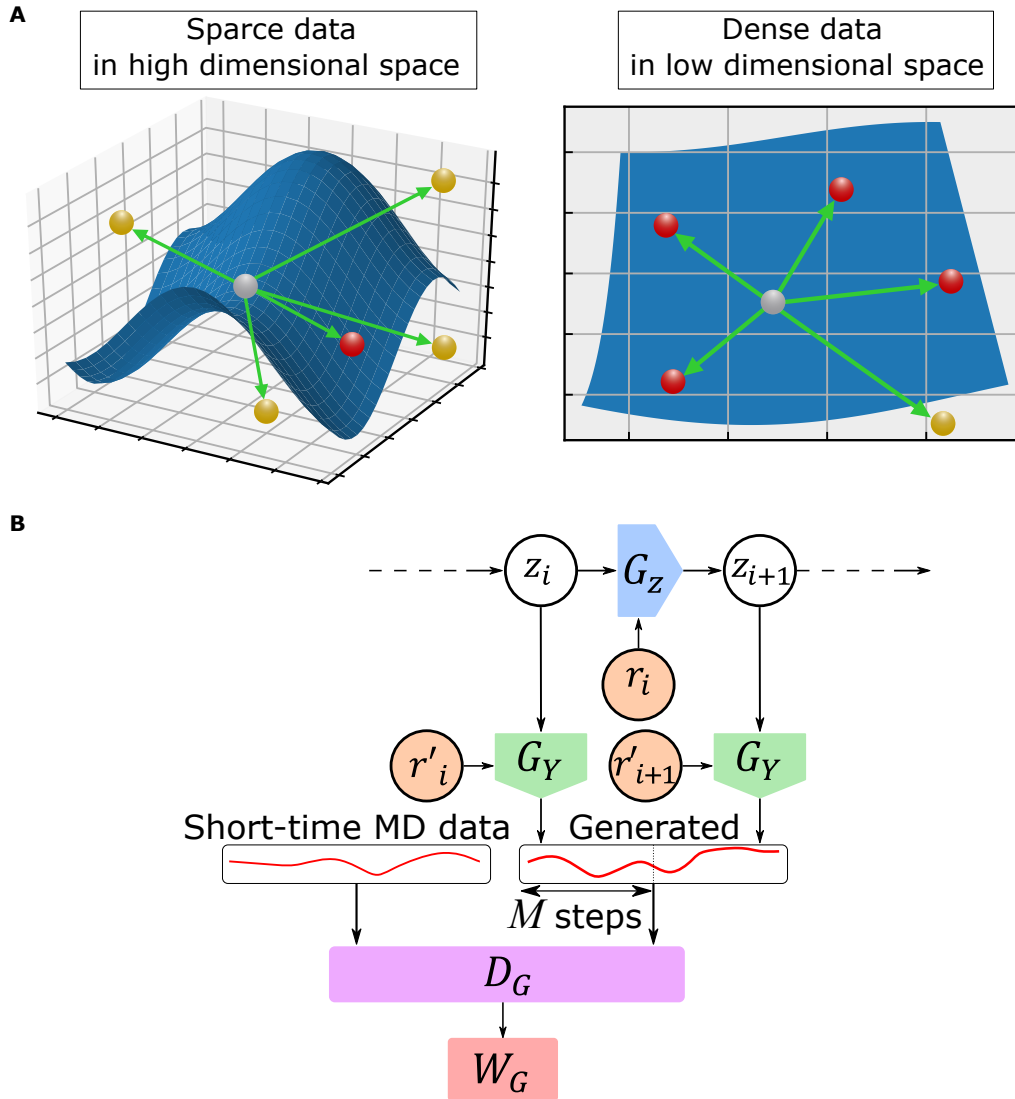 A
Sparce data
in high dimensional space
Dense data
in low dimensional space
B
z_i
G_z
z_{i+1}
r_i
r'_i
G_Y
r'_{i+1}
G_Y
Short-time MD data
Generated
M steps
D_G
W_G